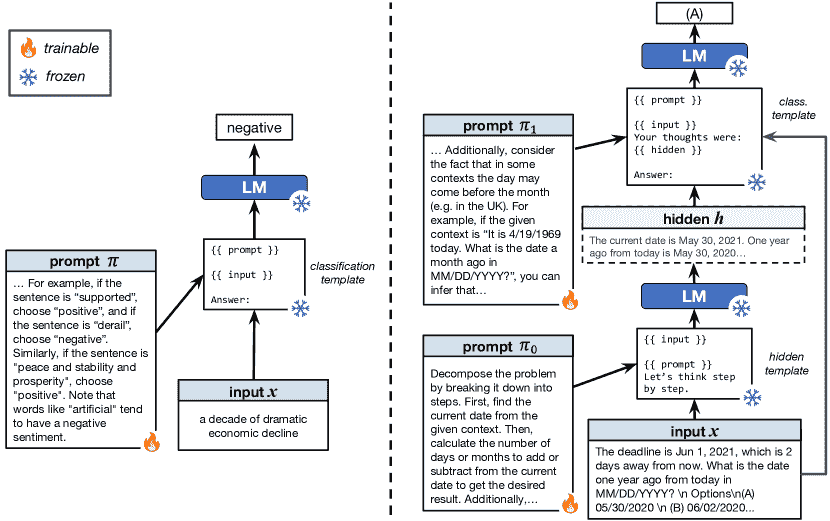 trainable
frozen
negative
LM
{{ prompt }}
{{ input }}
Answer:
classification
template
prompt π
... For example, if the
sentence is “supported”,
choose “positive”, and if
the sentence is “derail”,
choose “negative”.
Similarly, if the sentence is
"peace and stability and
prosperity", choose
"positive". Note that
words like "artificial" tend
to have a negative
sentiment.
input x
a decade of dramatic
economic decline
(A)
LM
{{ prompt }}
{{ input }}
Your thoughts were:
{{ hidden }}
Answer:
class.
template
prompt π1
... Additionally, consider
the fact that in some
contexts the day may
come before the month
(e.g. in the UK). For
example, if the given
context is “It is 4/19/1969
today. What is the date a
month ago in
MM/DD/YYYY?”, you can
infer that…
hidden h
The current date is May 30, 2021. One year
ago from today is May 30, 2020...
LM
{{ input }}
{{ prompt }}
Let’s think step
by step.
hidden
template
prompt π0
Decompose the problem
by breaking it down into
steps. First, find the
current date from the
given context. Then,
calculate the number of
days or months to add or
subtract from the current
date to get the desired
result. Additionally,…
input x
The deadline is Jun 1, 2021, which is 2
days away from now. What is the date
one year ago from today in
MM/DD/YYYY? \n Options\n(A)
05/30/2020 \n (B) 06/02/2020...